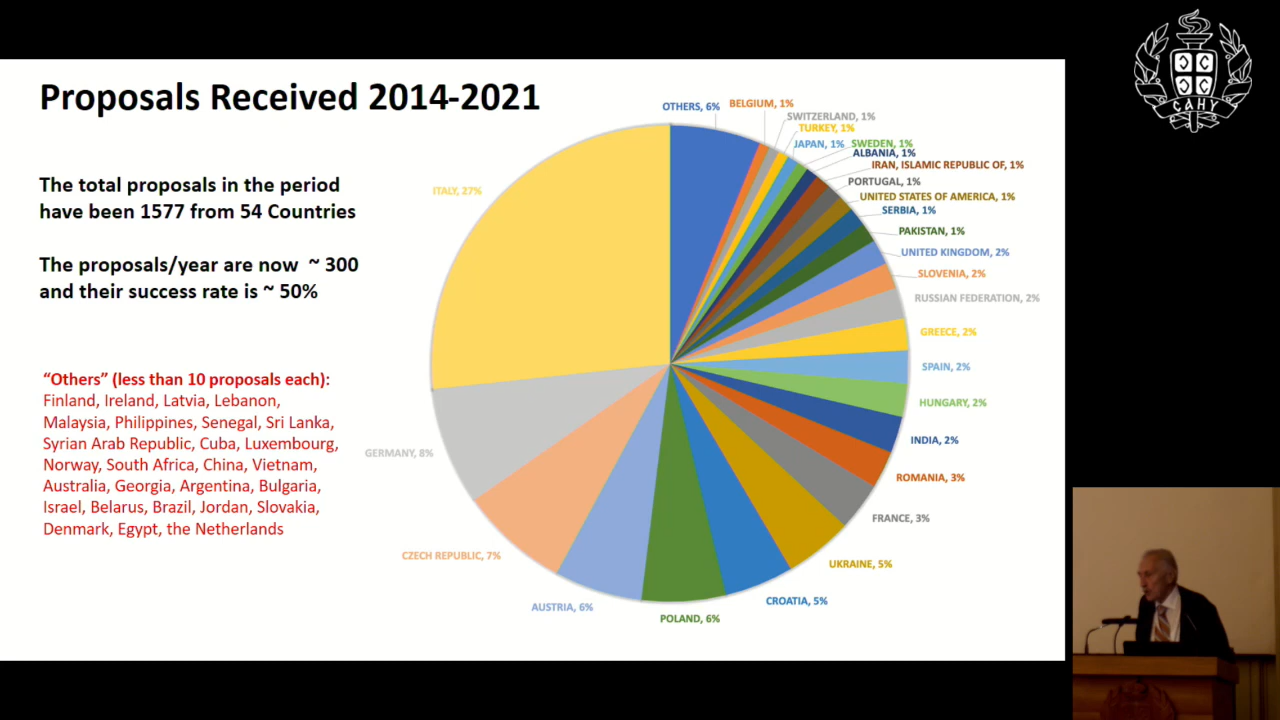 Proposals Received 2014-2021
The total proposals in the period
have been 1577 from 54 Countries
The proposals/year are now ~ 300
and their success rate is ~ 50%
“Others” (less than 10 proposals each):
Finland, Ireland, Latvia, Lebanon,
Malaysia, Philippines, Senegal, Sri Lanka,
Syrian Arab Republic, Cuba, Luxembourg,
Norway, South Africa, China, Vietnam,
Australia, Georgia, Argentina, Bulgaria,
Israel, Belarus, Brazil, Jordan, Slovakia,
Denmark, Egypt, the Netherlands
OTHERS, 6%
BELGIUM, 1%
SWITZERLAND, 1%
TURKEY, 1%
JAPAN, 1%
SWEDEN, 1%
ALBANIA, 1%
IRAN, ISLAMIC REPUBLIC OF, 1%
PORTUGAL, 1%
UNITED STATES OF AMERICA, 1%
SERBIA, 1%
PAKISTAN, 1%
UNITED KINGDOM, 2%
SLOVENIA, 2%
RUSSIAN FEDERATION, 2%
GREECE, 2%
SPAIN, 2%
HUNGARY, 2%
INDIA, 2%
ROMANIA, 3%
FRANCE, 3%
UKRAINE, 5%
CROATIA, 5%
POLAND, 6%
AUSTRIA, 6%
CZECH REPUBLIC, 7%
GERMANY, 8%
ITALY, 27%
САНУ